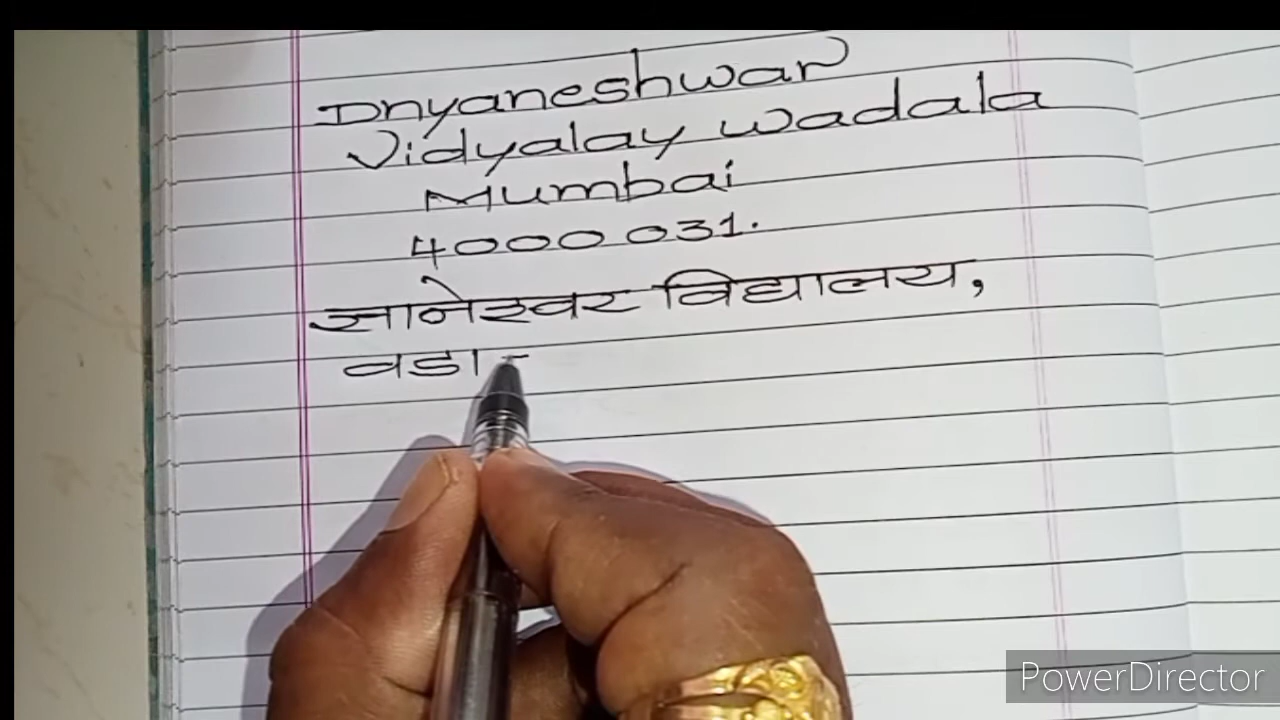 Dnyaneshwar
Vidyalay Wadala
Mumbai
4000 031.
ज्ञानेश्वर विद्यालय,
वडा-
PowerDirector